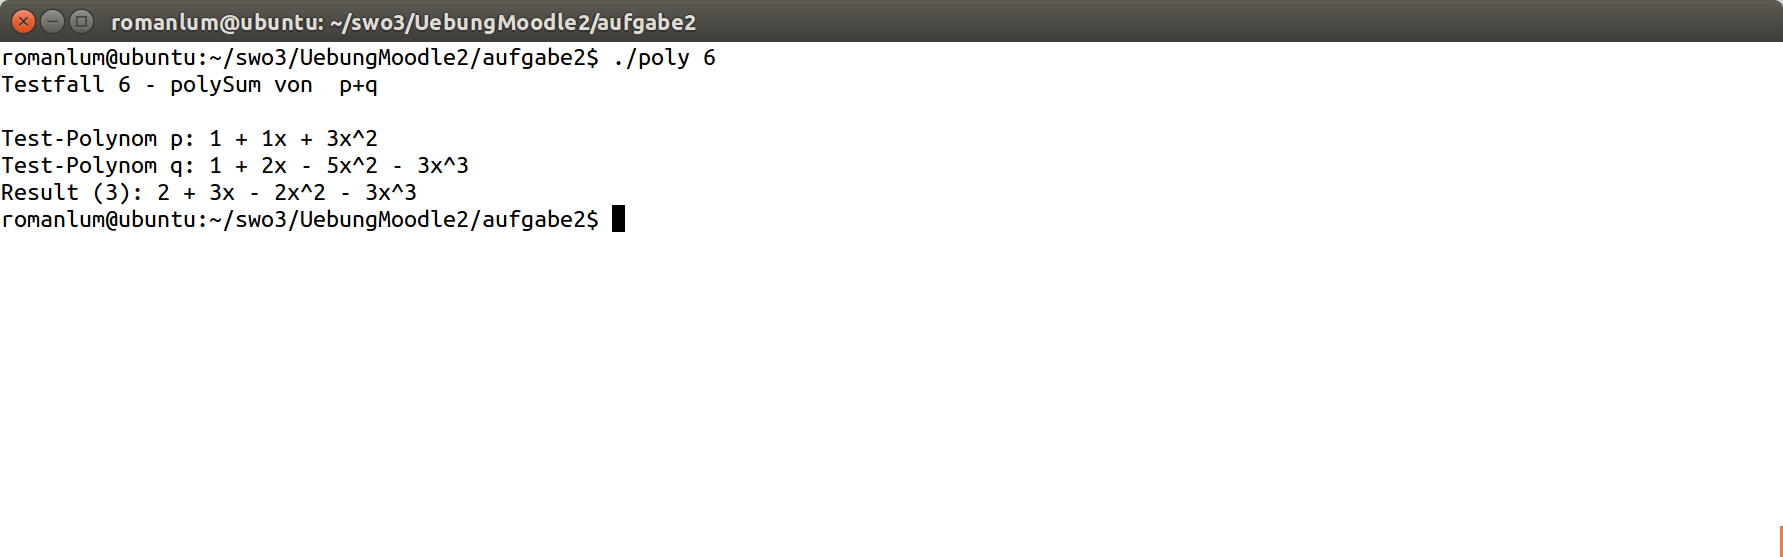 romanlum@ubuntu: ~/swo3/UebungMoodle2/aufgabe2
romanlum@ubuntu:~/swo3/UebungMoodle2/aufgabe2$ ./poly 6
Testfall 6 - polySum von  p+q
Test-Polynom p: 1 + 1x + 3x^2
Test-Polynom q: 1 + 2x - 5x^2 - 3x^3
Result (3): 2 + 3x - 2x^2 - 3x^3
romanlum@ubuntu:~/swo3/UebungMoodle2/aufgabe2$